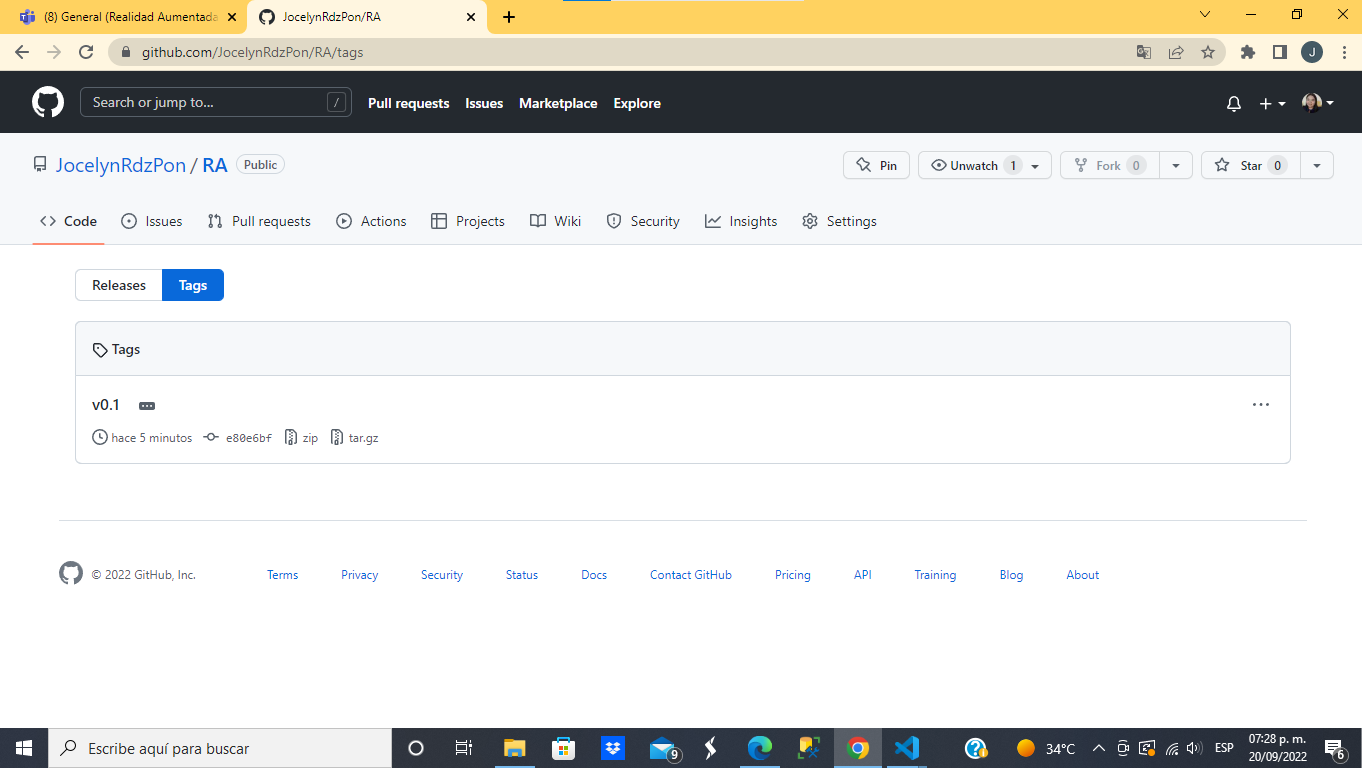 (8) General (Realidad Aumentada
JocelynRdzPon/RA
github.com/JocelynRdzPon/RA/tags
J
Search or jump to... /
Pull requests Issues Marketplace Explore
JocelynRdzPon / RA Public
Pin Unwatch 1 Fork 0 Star 0
Code Issues Pull requests Actions Projects Wiki Security Insights Settings
Releases Tags
Tags
v0.1
hace 5 minutos e80e6bf zip tar.gz
© 2022 GitHub, Inc. Terms Privacy Security Status Docs Contact GitHub Pricing API Training Blog About
Escribe aquí para buscar
9
34°C
ESP
07:28 p. m.
20/09/2022
6